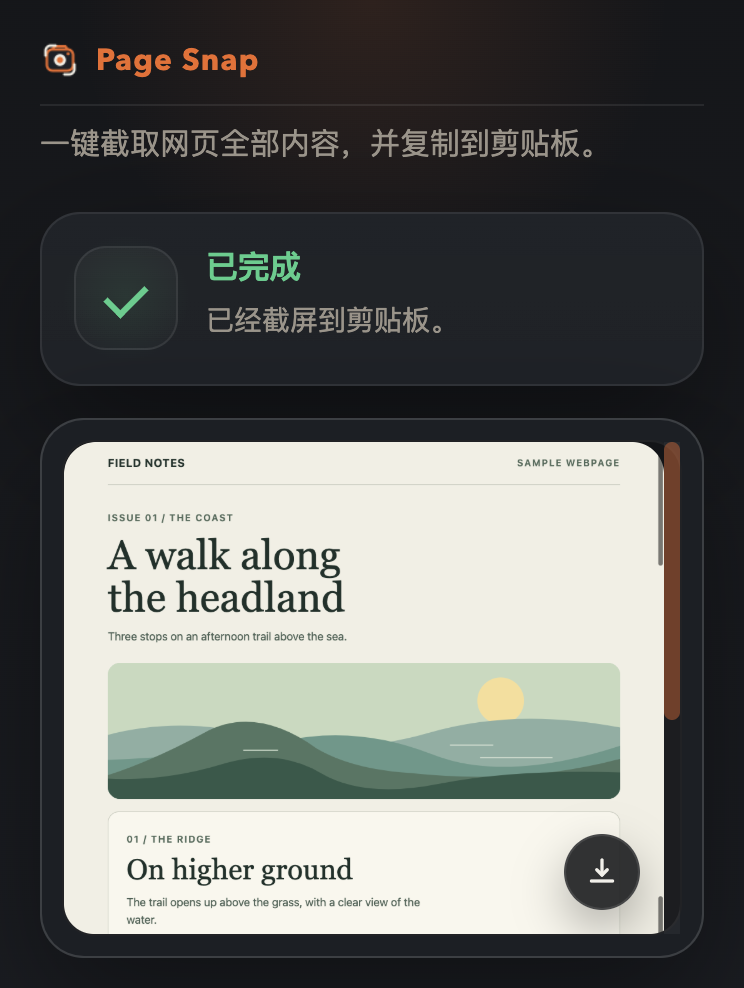 Page Snap
一键截取网页全部内容，并复制到剪贴板。
已完成
已经截屏到剪贴板。
FIELD NOTES
SAMPLE WEBPAGE
ISSUE 01 / THE COAST
A walk along
the headland
Three stops on an afternoon trail above the sea.
01 / THE RIDGE
On higher ground
The trail opens up above the grass, with a clear view of the
water.